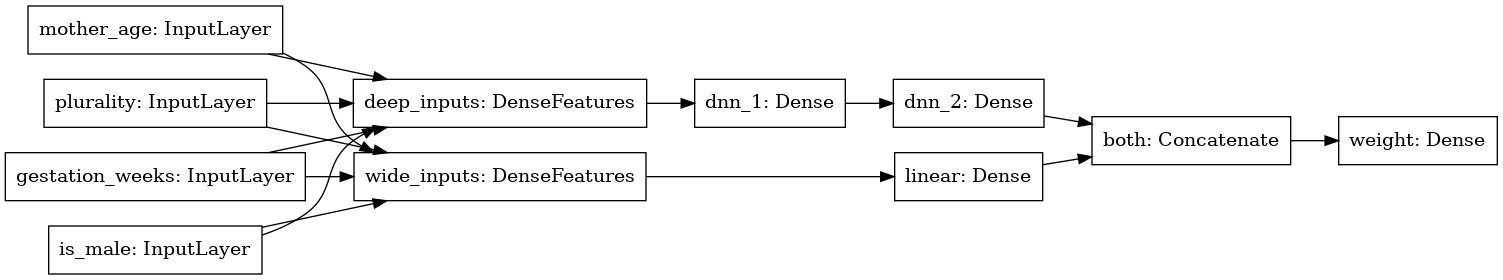 mother_age: InputLayer
plurality: InputLayer
gestation_weeks: InputLayer
is_male: InputLayer
deep_inputs: DenseFeatures
wide_inputs: DenseFeatures
dnn_1: Dense
dnn_2: Dense
linear: Dense
both: Concatenate
weight: Dense